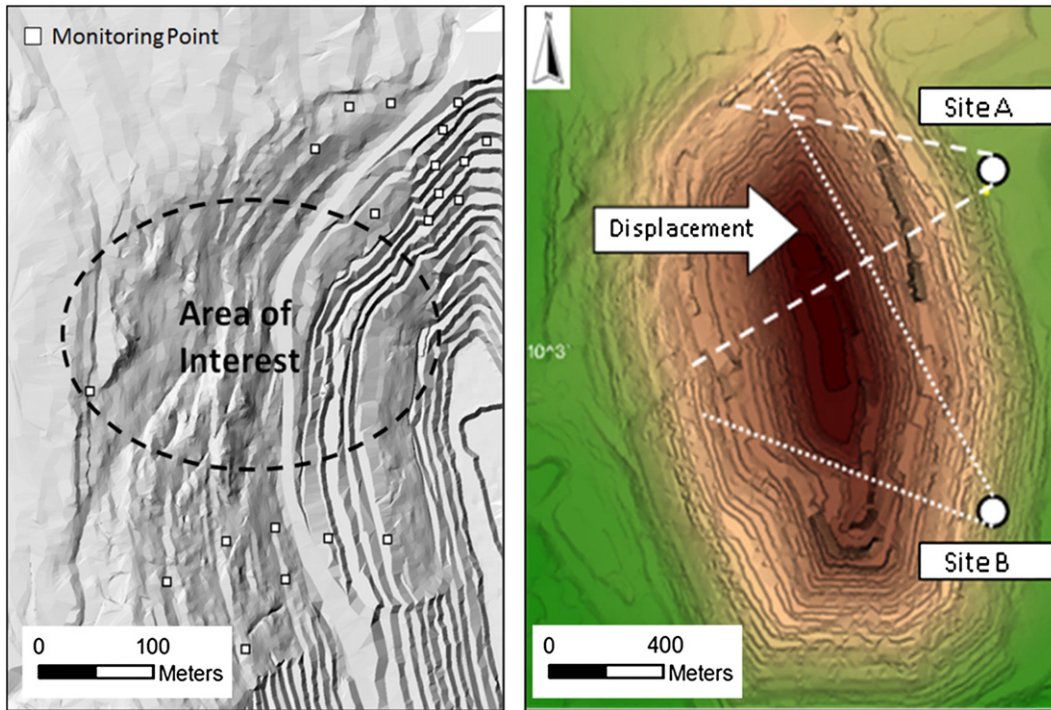 Monitoring Point
Area of
Interest
0 100
Meters
N
Site A
Displacement
10^3
Site B
0 400
Meters